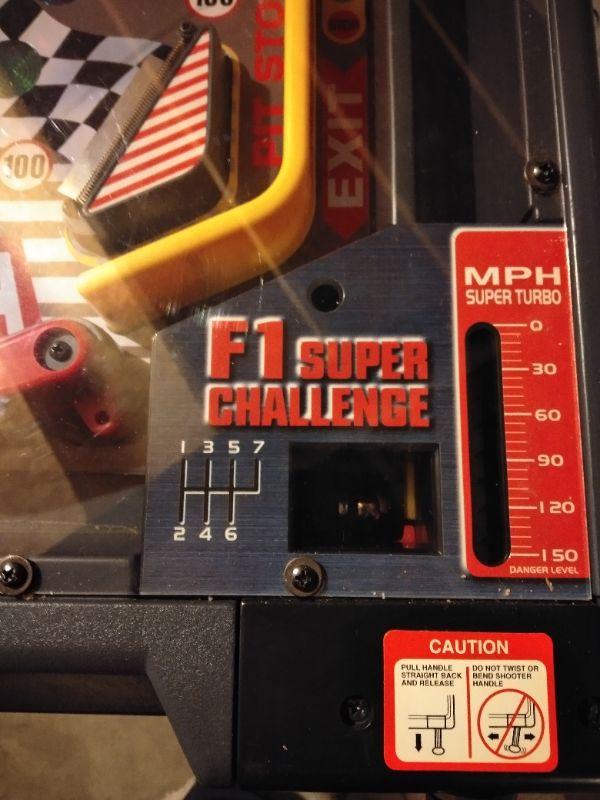 100
100
PIT STO
EXIT
MPH
SUPER TURBO
0
30
60
90
120
150
DANGER LEVEL
F1 SUPER
CHALLENGE
1 3 5 7
2 4 6
CAUTION
PULL HANDLE
STRAIGHT BACK
AND RELEASE
DO NOT TWIST OR
BEND SHOOTER
HANDLE